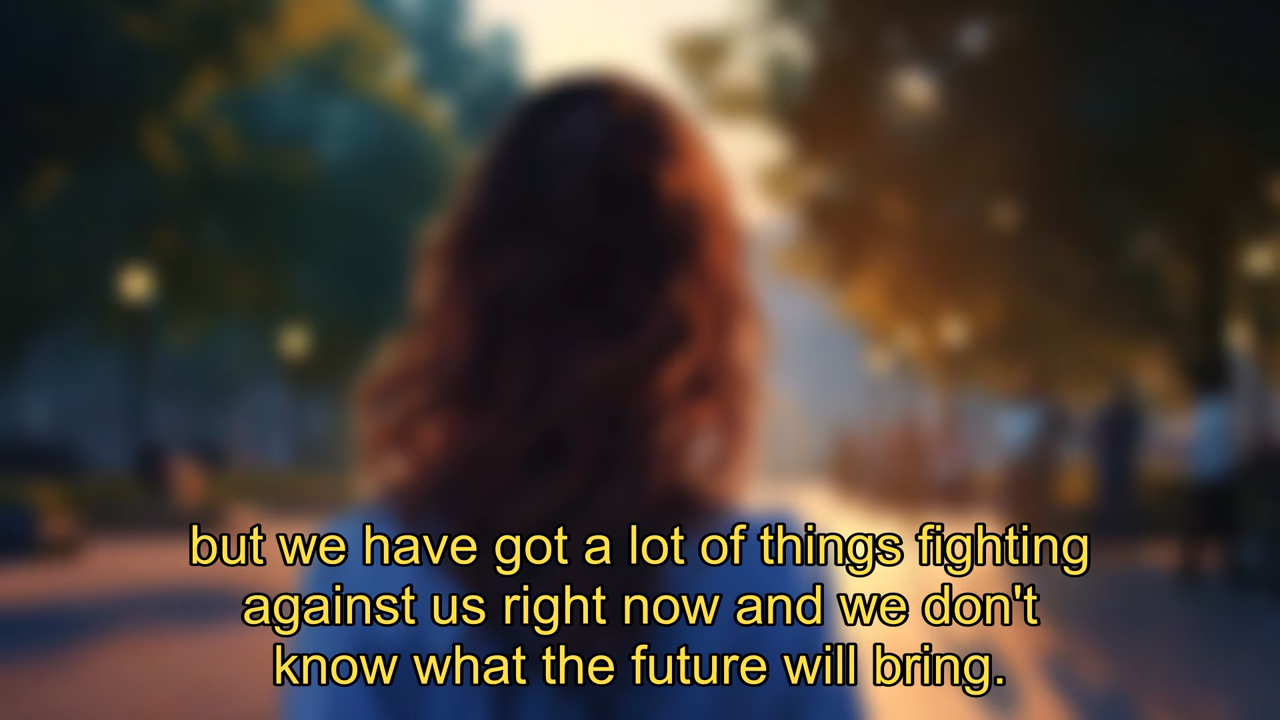 but we have got a lot of things fighting
against us right now and we don't
know what the future will bring.